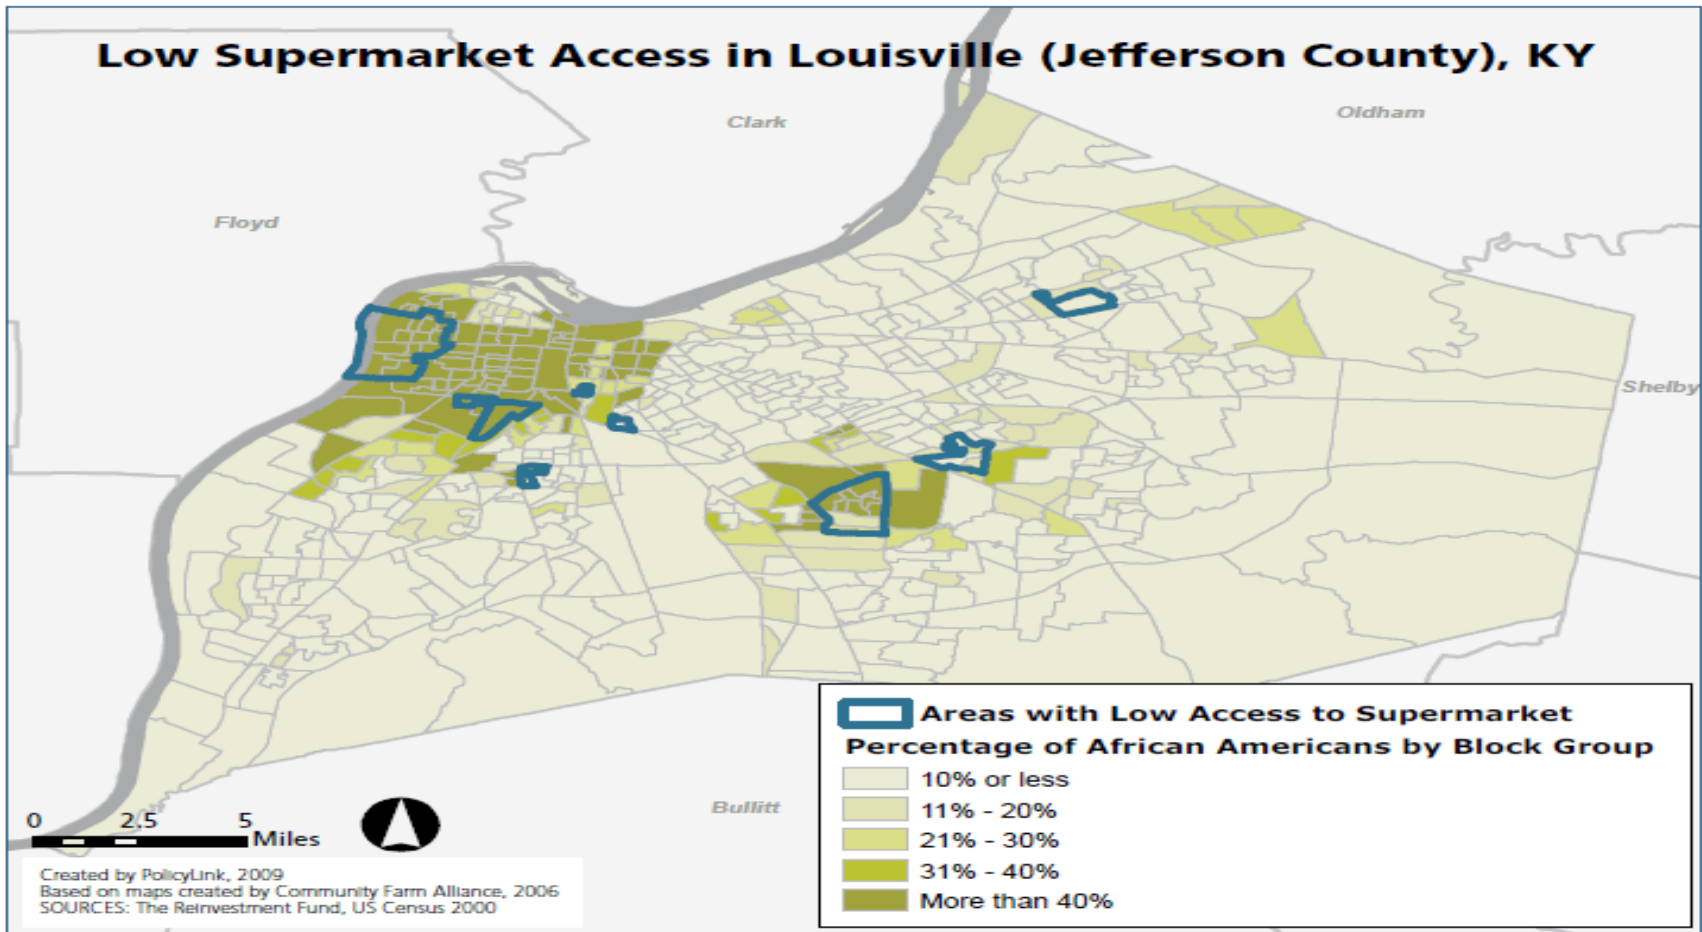 Low Supermarket Access in Louisville (Jefferson County), KY
Clark
Oldham
Floyd
Shelby
Bullitt
0 2.5 5
Miles
Created by PolicyLink, 2009
Based on maps created by Community Farm Alliance, 2006
SOURCES: The Reinvestment Fund, US Census 2000
Areas with Low Access to Supermarket
Percentage of African Americans by Block Group
10% or less
11% - 20%
21% - 30%
31% - 40%
More than 40%